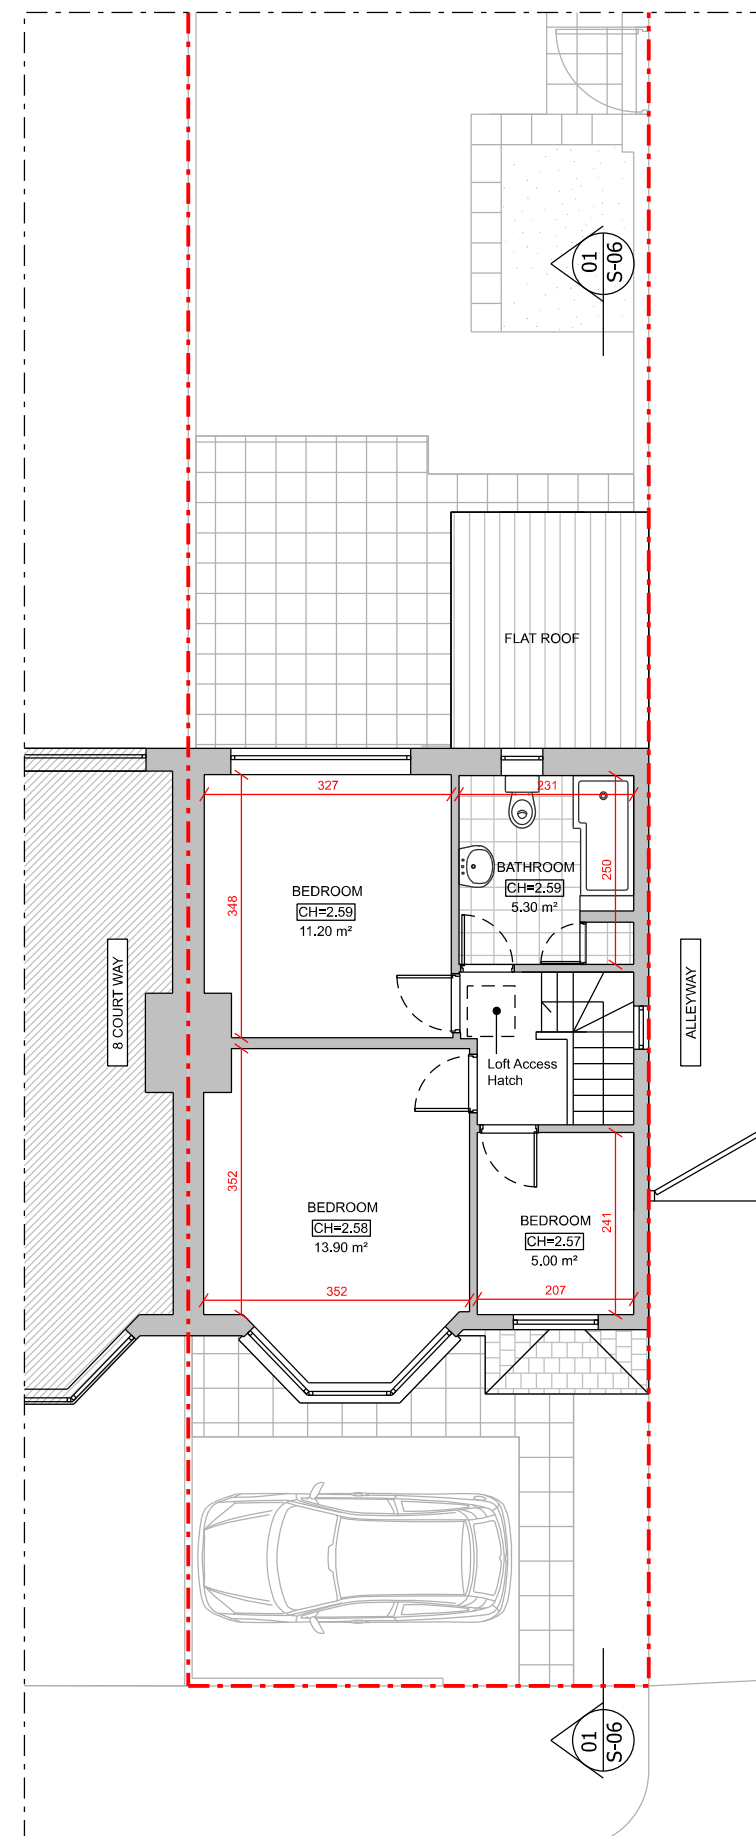 01
S-06
FLAT ROOF
327
231
348
250
BEDROOM
CH=2.59
11.20 m²
BATHROOM
CH=2.59
5.30 m²
8 COURT WAY
ALLEYWAY
Loft Access
Hatch
352
241
BEDROOM
CH=2.58
13.90 m²
BEDROOM
CH=2.57
5.00 m²
352
207
01
S-06